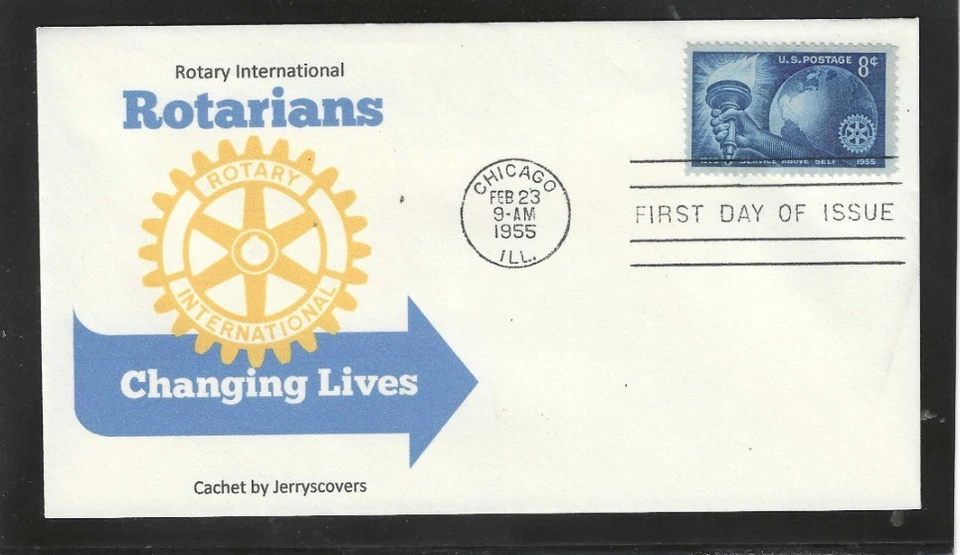 Rotary International
Rotarians
ROTARY
INTERNATIONAL
Changing Lives
Cachet by Jerryscovers
CHICAGO
FEB 23
9-AM
1955
ILL.
U.S. POSTAGE 8¢
SERVICE ABOVE SELF 1955
FIRST DAY OF ISSUE